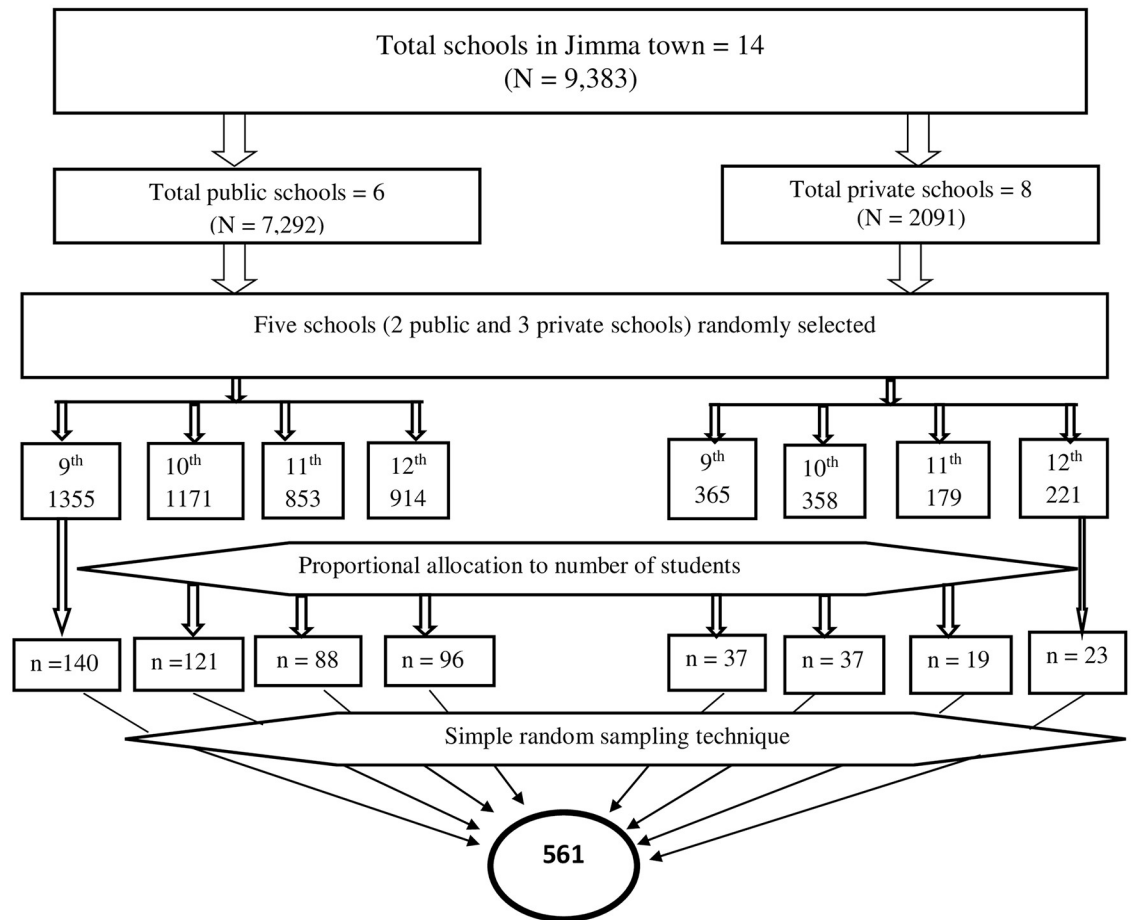 Total schools in Jimma town = 14
(N = 9,383)
Total public schools = 6
(N = 7,292)
Total private schools = 8
(N = 2091)
Five schools (2 public and 3 private schools) randomly selected
9th
1355
10th
1171
11th
853
12th
914
9th
365
10th
358
11th
179
12th
221
Proportional allocation to number of students
n =140
n =121
n = 88
n = 96
n = 37
n = 37
n = 19
n = 23
Simple random sampling technique
561